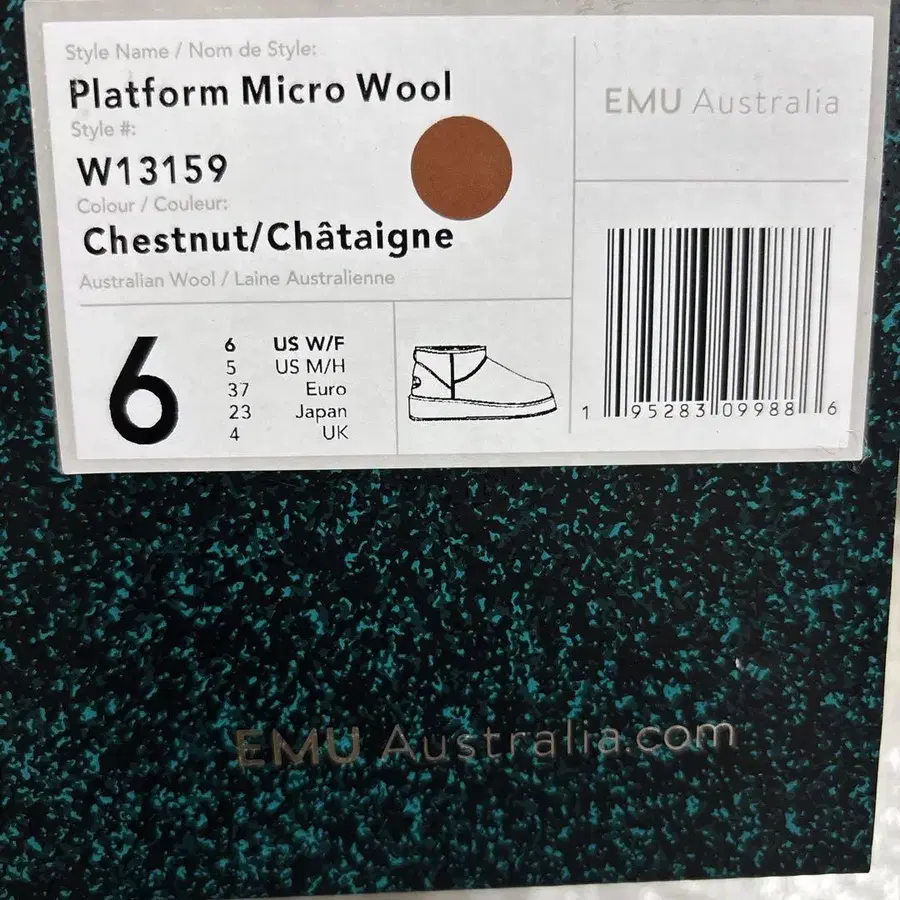 Style Name / Nom de Style:
Platform Micro Wool
Style #:
W13159
Colour / Couleur:
Chestnut/Châtaigne
Australian Wool / Laine Australienne
EMU Australia
6
6 US W/F
5 US M/H
37 Euro
23 Japan
4 UK
1 95283 09988 6
EMU Australia.com